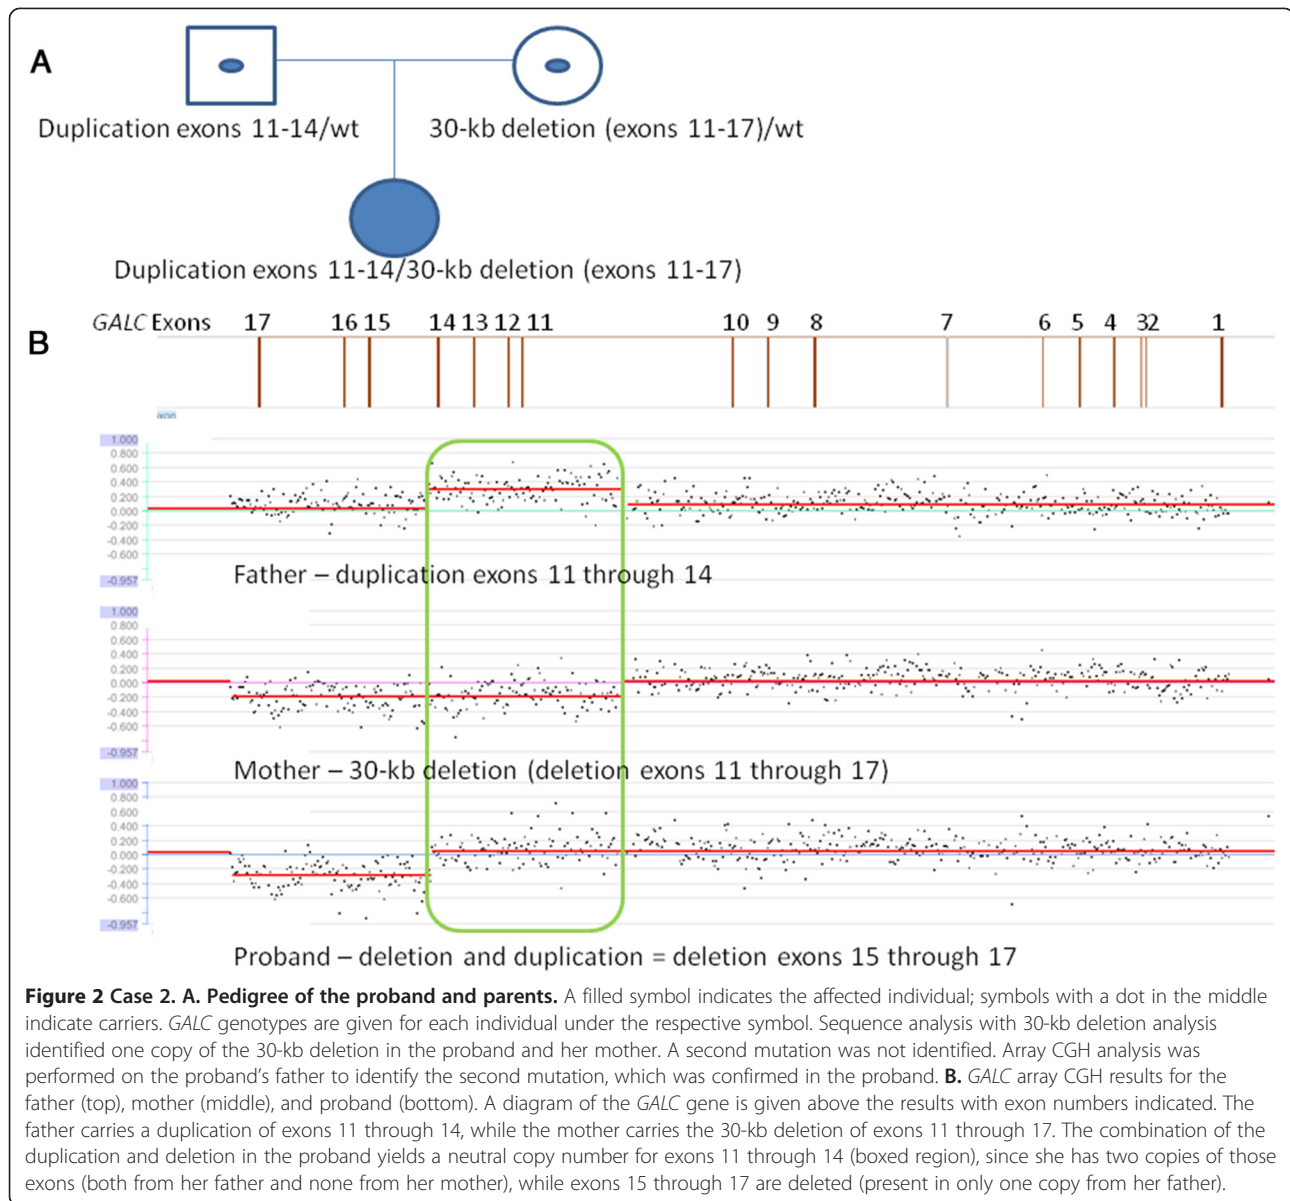 A
Duplication exons 11-14/wt
30-kb deletion (exons 11-17)/wt
Duplication exons 11-14/30-kb deletion (exons 11-17)
GALC Exons 17 16 15 14 13 12 11 10 9 8 7 6 5 4 32 1
B
1.000
0.800
0.600
0.400
0.200
0.000
-0.200
-0.400
-0.600
-0.957
Father – duplication exons 11 through 14
1.000
0.800
0.600
0.400
0.200
0.000
-0.200
-0.400
-0.600
-0.957
Mother – 30-kb deletion (deletion exons 11 through 17)
1.000
0.800
0.600
0.400
0.200
0.000
-0.200
-0.400
-0.600
-0.957
Proband – deletion and duplication = deletion exons 15 through 17
Figure 2 Case 2. A. Pedigree of the proband and parents. A filled symbol indicates the affected individual; symbols with a dot in the middle
indicate carriers. GALC genotypes are given for each individual under the respective symbol. Sequence analysis with 30-kb deletion analysis
identified one copy of the 30-kb deletion in the proband and her mother. A second mutation was not identified. Array CGH analysis was
performed on the proband's father to identify the second mutation, which was confirmed in the proband. B. GALC array CGH results for the
father (top), mother (middle), and proband (bottom). A diagram of the GALC gene is given above the results with exon numbers indicated. The
father carries a duplication of exons 11 through 14, while the mother carries the 30-kb deletion of exons 11 through 17. The combination of the
duplication and deletion in the proband yields a neutral copy number for exons 11 through 14 (boxed region), since she has two copies of those
exons (both from her father and none from her mother), while exons 15 through 17 are deleted (present in only one copy from her father).